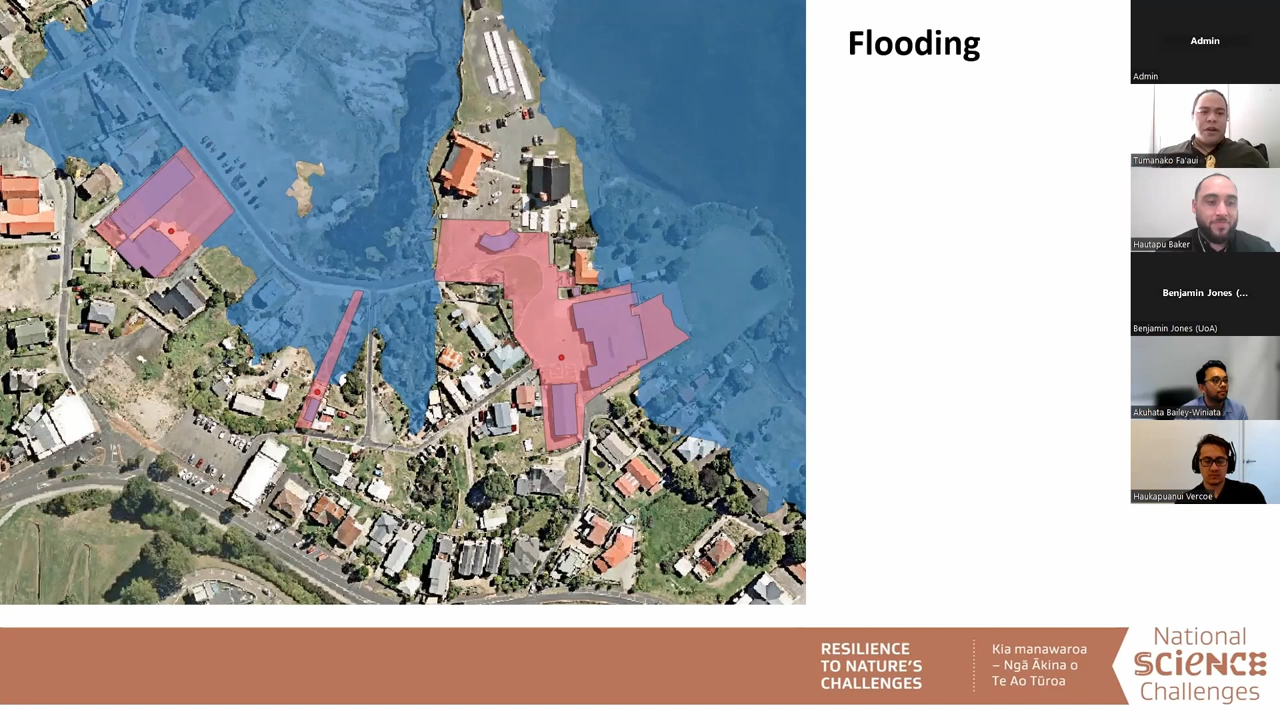 Flooding
Admin
Admin
Tumanako Fa'aui
Hautapu Baker
Benjamin Jones (...
Benjamin Jones (UoA)
Akuhata Bailey-Winiata
Haukapuanui Vercoe
RESILIENCE
TO NATURE'S
CHALLENGES
Kia manawaroa
– Ngā Ākina o
Te Ao Tūroa
National
SCIENCE
Challenges